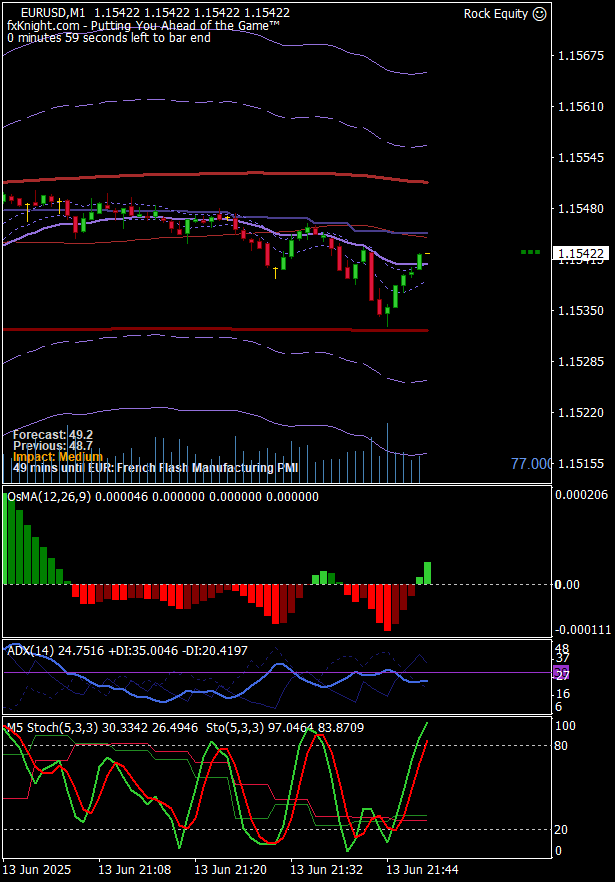 EURUSD,M1 1.15422 1.15422 1.15422 1.15422
Rock Equity
fxKnight.com - Putting You Ahead of the Game™
0 minutes 59 seconds left to bar end
1.15675
1.15610
1.15545
1.15480
1.15422
1.15415
1.15350
1.15285
1.15220
1.15155
Forecast: 49.2
Previous: 48.7
Impact: Medium
49 mins until EUR: French Flash Manufacturing PMI
77.000
OsMA(12,26,9) 0.000046 0.000000 0.000000 0.000000
0.000206
0.00
-0.000111
ADX(14) 24.7516 +DI:35.0046 -DI:20.4197
48
37
27
16
6
M5 Stoch(5,3,3) 30.3342 26.4946 Sto(5,3,3) 97.0464 83.8709
100
80
20
0
13 Jun 2025
13 Jun 21:08
13 Jun 21:20
13 Jun 21:32
13 Jun 21:44